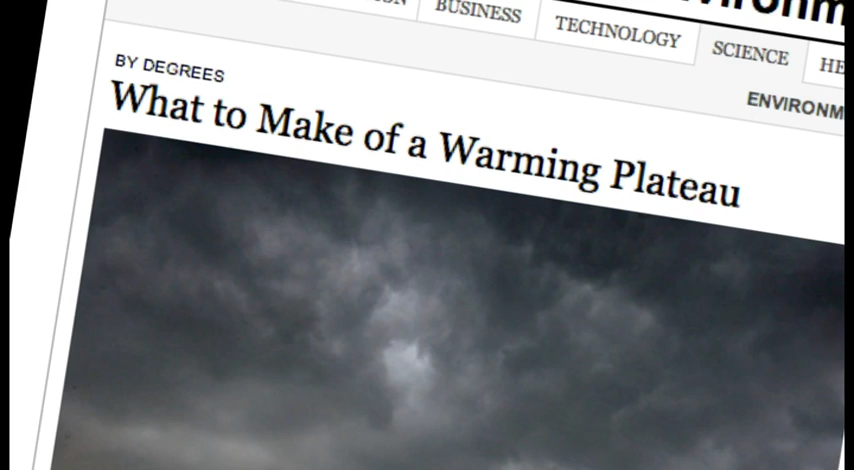 BUSINESS
TECHNOLOGY
SCIENCE
BY DEGREES
What to Make of a Warming Plateau